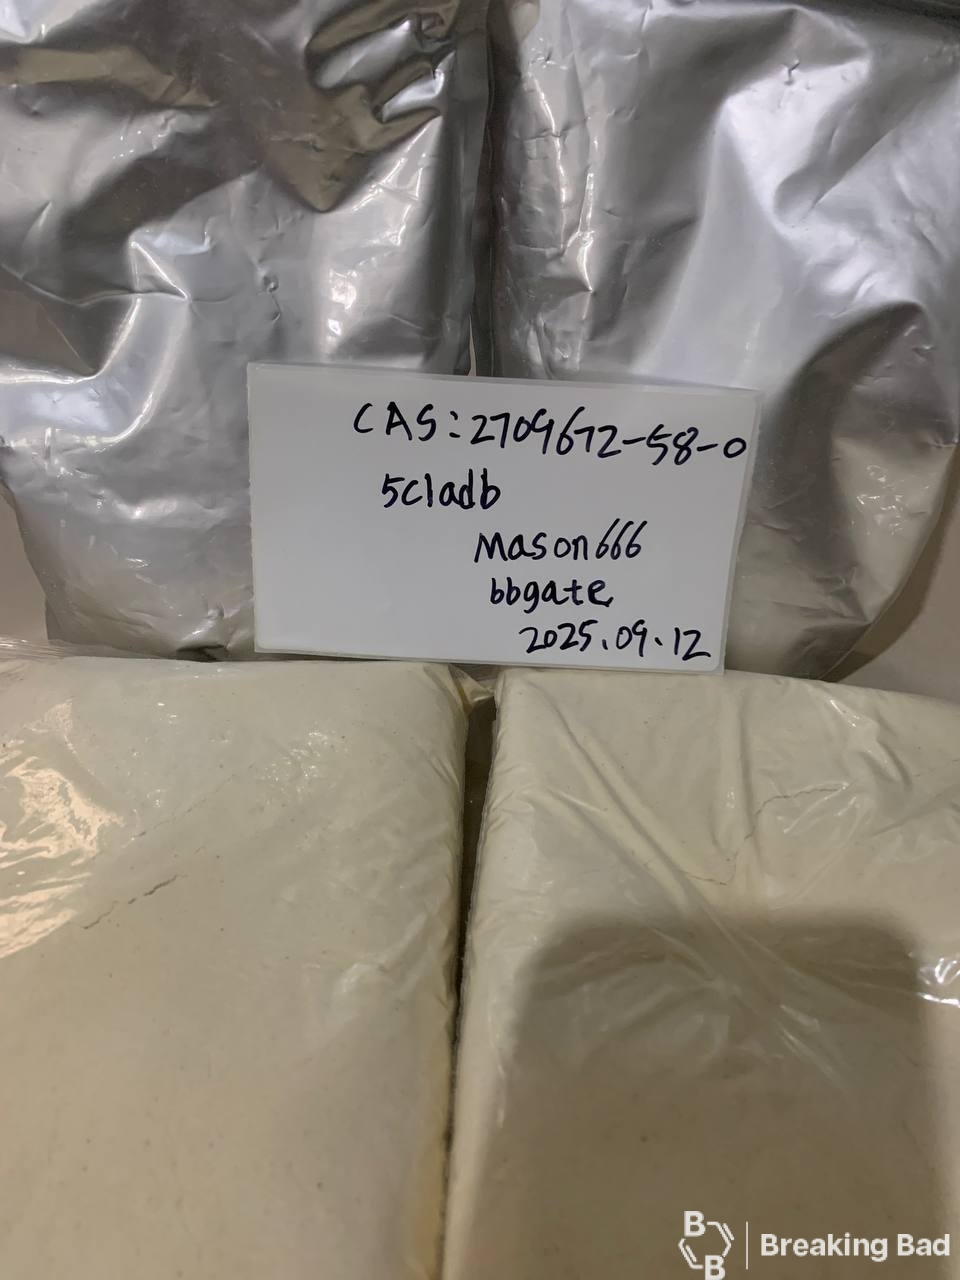 CAS:2709672-58-0
5cladb
Mason666
bbgate
2025.09.12
B
B
Breaking Bad